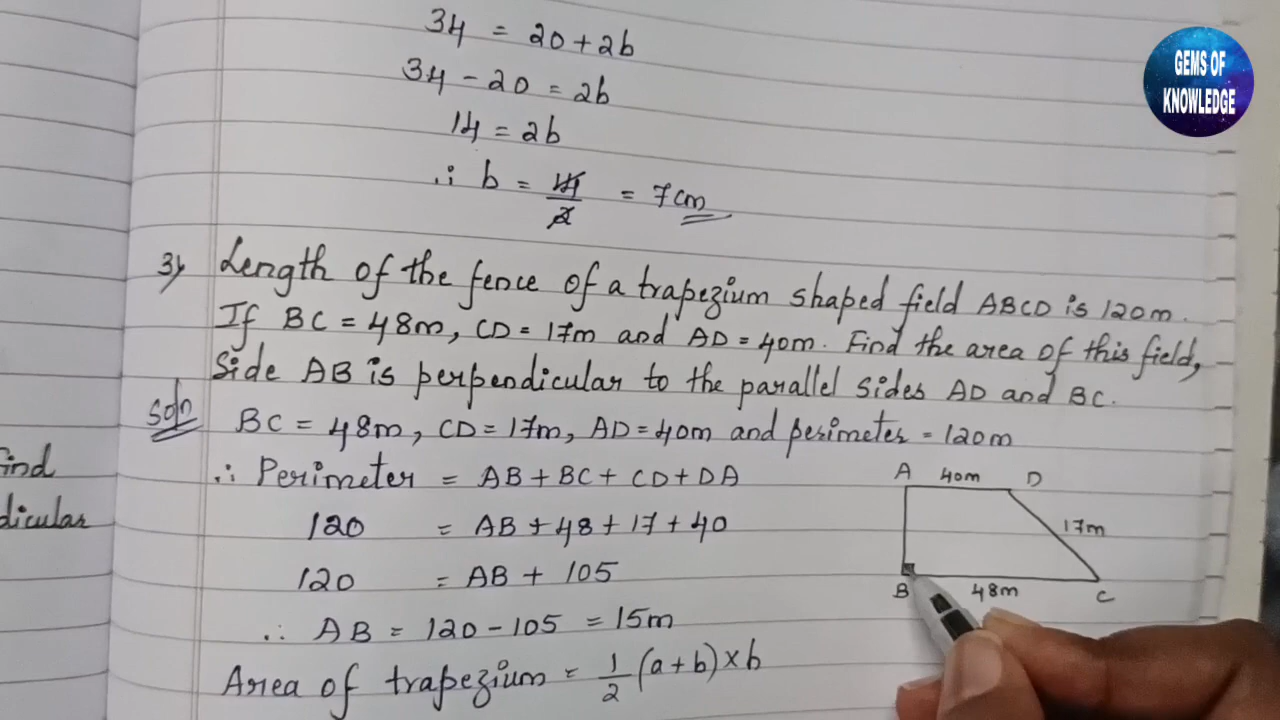 34 = 20 + 2b
34 - 20 = 2b
14 = 2b
∴ b = 14/2 = 7cm
GEMS OF
KNOWLEDGE
3) Length of the fence of a trapezium shaped field ABCD is 120m.
If BC = 48m, CD = 17m and AD = 40m. Find the area of this field,
Side AB is perpendicular to the parallel sides AD and BC.
Soln
BC = 48m, CD = 17m, AD = 40m and perimeter = 120m
∴ Perimeter = AB + BC + CD + DA
120 = AB + 48 + 17 + 40
120 = AB + 105
∴ AB = 120 - 105 = 15m
Area of trapezium = 1/2 (a+b) × b
A 40m D
17m
B 48m C
find
dicular